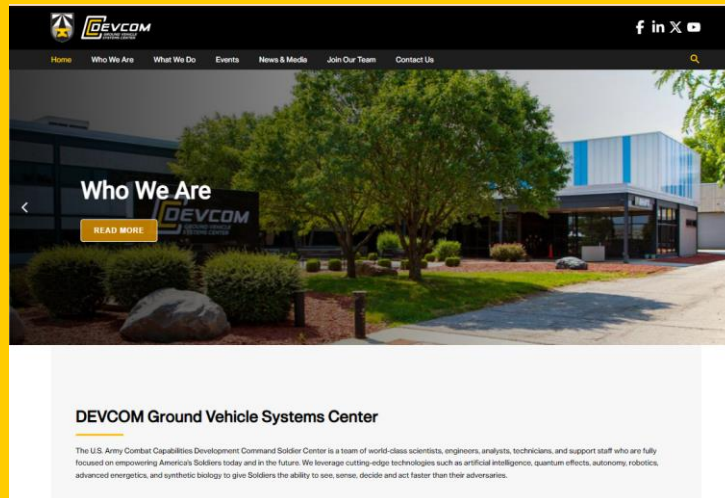 DEVCOM
GROUND VEHICLE
SYSTEMS CENTER
Home Who We Are What We Do Events News & Media Join Our Team Contact Us
Who We Are
READ MORE
DEVCOM
GROUND VEHICLE
SYSTEMS CENTER
DEVCOM Ground Vehicle Systems Center
The U.S. Army Combat Capabilities Development Command Soldier Center is a team of world-class scientists, engineers, analysts, technicians, and support staff who are fully
focused on empowering America's Soldiers today and in the future. We leverage cutting-edge technologies such as artificial intelligence, quantum effects, autonomy, robotics,
advanced energetics, and synthetic biology to give Soldiers the ability to see, sense, decide and act faster than their adversaries.